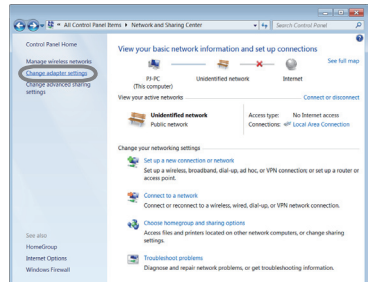 « All Control Panel Items ▸ Network and Sharing Center
Search Control Panel
Control Panel Home
Manage wireless networks
Change adapter settings
Change advanced sharing
settings
See also
HomeGroup
Internet Options
Windows Firewall
View your basic network information and set up connections
See full map
PJ-PC
(This computer)
Unidentified network
Internet
View your active networks
Connect or disconnect
Unidentified network
Public network
Access type: No Internet access
Connections: Local Area Connection
Change your networking settings
Set up a new connection or network
Set up a wireless, broadband, dial-up, ad hoc, or VPN connection; or set up a router or
access point.
Connect to a network
Connect or reconnect to a wireless, wired, dial-up, or VPN network connection.
Choose homegroup and sharing options
Access files and printers located on other network computers, or change sharing
settings.
Troubleshoot problems
Diagnose and repair network problems, or get troubleshooting information.